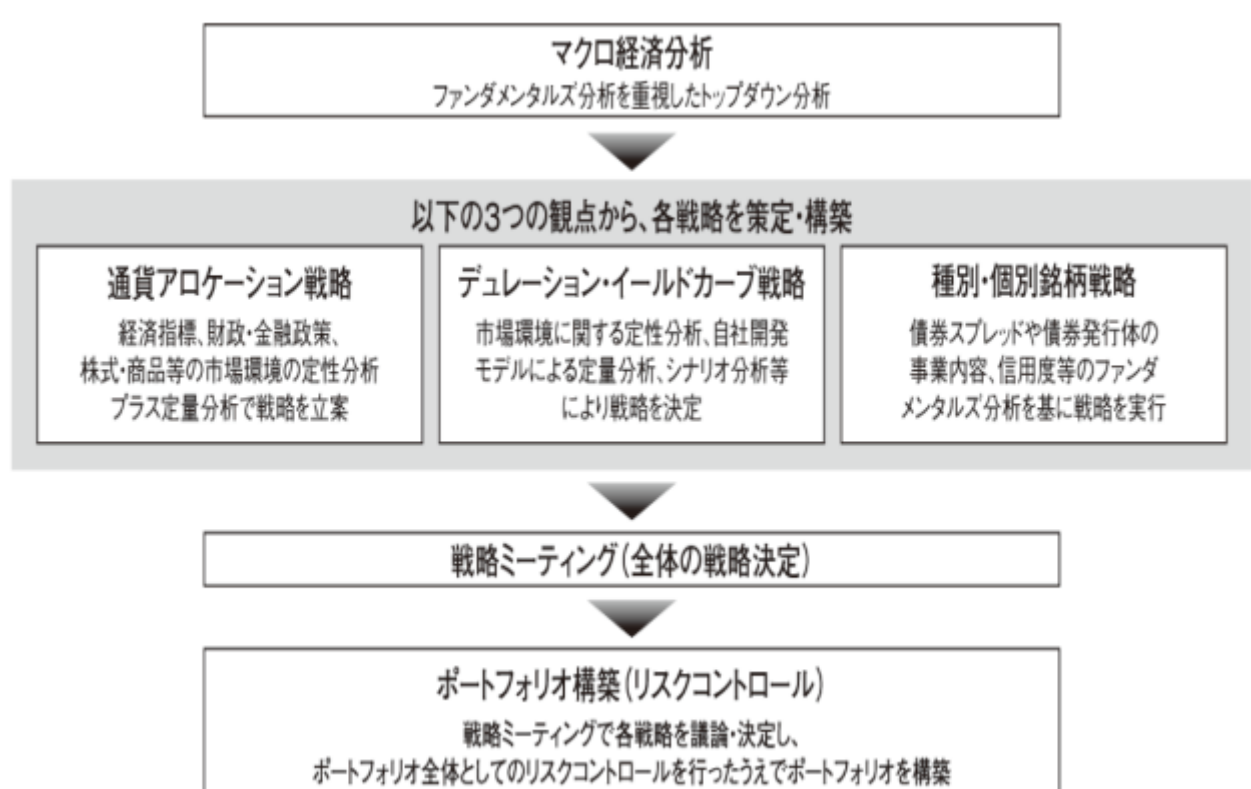 マクロ経済分析
ファンダメンタルズ分析を重視したトップダウン分析
以下の3つの観点から、各戦略を策定・構築
通貨アロケーション戦略
経済指標、財政・金融政策、
株式・商品等の市場環境の定性分析
プラス定量分析で戦略を立案
デュレーション・イールドカーブ戦略
市場環境に関する定性分析、自社開発
モデルによる定量分析、シナリオ分析等
により戦略を決定
種別・個別銘柄戦略
債券スプレッドや債券発行体の
事業内容、信用度等のファンダ
メンタルズ分析を基に戦略を実行
戦略ミーティング(全体の戦略決定)
ポートフォリオ構築(リスクコントロール)
戦略ミーティングで各戦略を議論・決定し、
ポートフォリオ全体としてのリスクコントロールを行ったうえでポートフォリオを構築